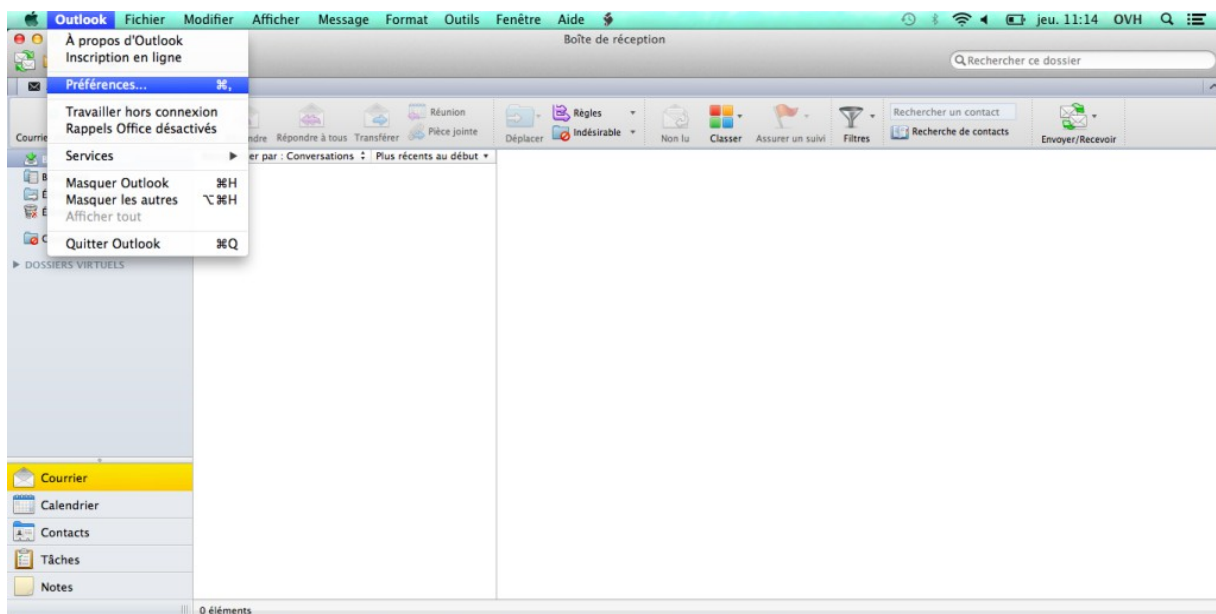 Outlook Fichier Modifier Afficher Message Format Outils Fenêtre Aide jeu. 11:14 OVH
Boîte de réception
À propos d'Outlook
Inscription en ligne
Rechercher ce dossier
Préférences... ⌘,
Travailler hors connexion
Rappels Office désactivés
Services
Masquer Outlook ⌘H
Masquer les autres ⌥⌘H
Afficher tout
Quitter Outlook ⌘Q
Réunion
Pièce jointe
Répondre à tous Transférer
Déplacer
Règles
Indésirable
Non lu
Classer
Assurer un suivi
Filtres
Rechercher un contact
Recherche de contacts
Envoyer/Recevoir
er par : Conversations Plus récents au début
DOSSIERS VIRTUELS
Courrier
Calendrier
Contacts
Tâches
Notes
0 éléments